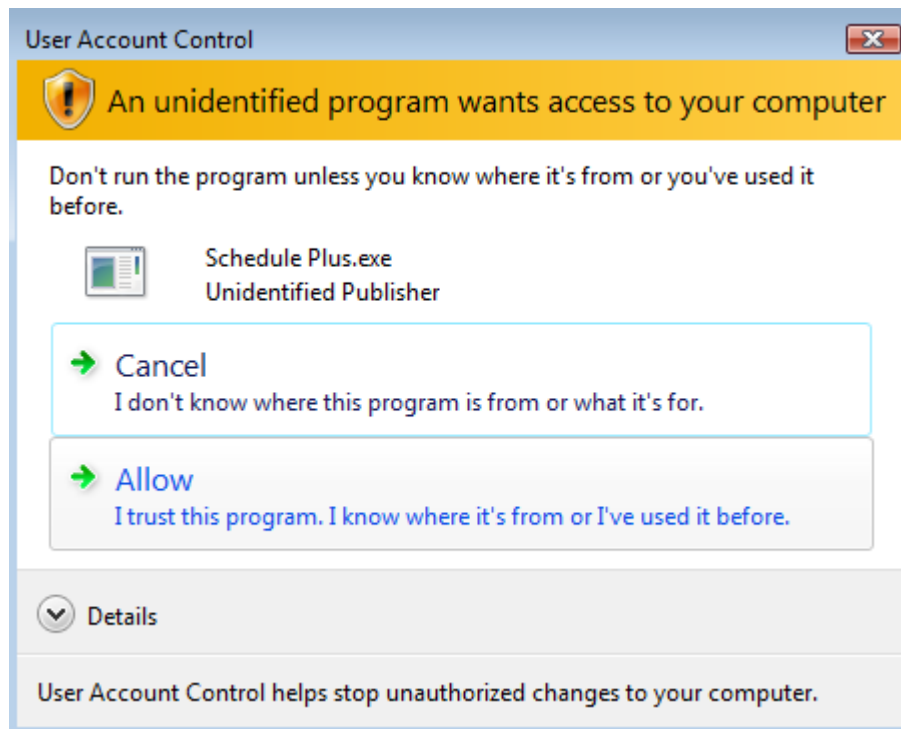 User Account Control
An unidentified program wants access to your computer
Don't run the program unless you know where it's from or you've used it
before.
Schedule Plus.exe
Unidentified Publisher
Cancel
I don't know where this program is from or what it's for.
Allow
I trust this program. I know where it's from or I've used it before.
Details
User Account Control helps stop unauthorized changes to your computer.